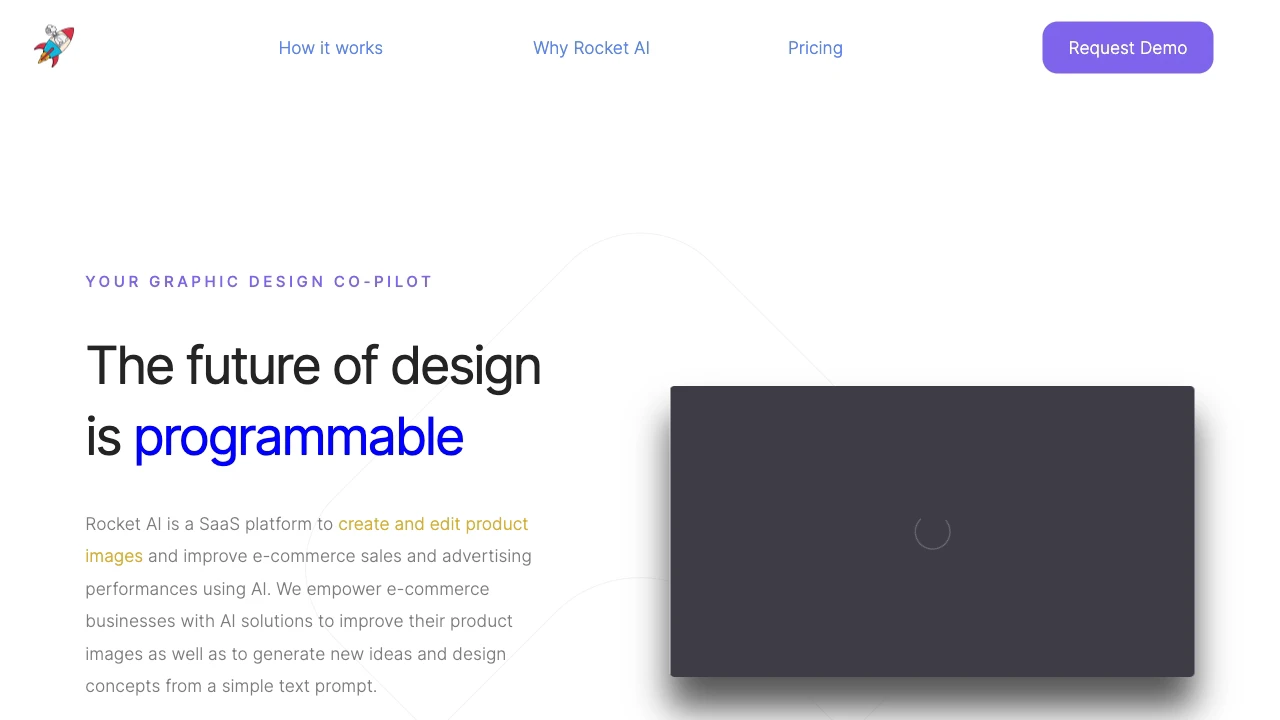 How it works
Why Rocket AI
Pricing
Request Demo
YOUR GRAPHIC DESIGN CO-PILOT
The future of design
is programmable
Rocket AI is a SaaS platform to create and edit product
images and improve e-commerce sales and advertising
performances using AI. We empower e-commerce
businesses with AI solutions to improve their product
images as well as to generate new ideas and design
concepts from a simple text prompt.